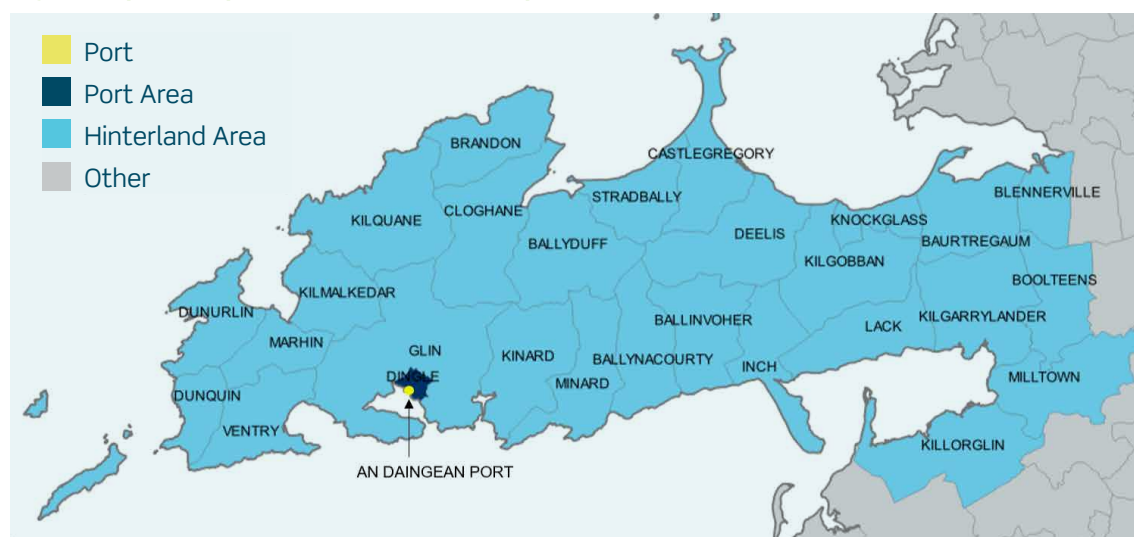 Port
Port Area
Hinterland Area
Other
BRANDON
CASTLEGREGORY
BLENNERVILLE
STRADBALLY
CLOGHANE
KILQUANE
KNOCKGLASS
DEELIS
BALLYDUFF
BAURTREGAUM
KILGOBBAN
BOOLTEENS
KILMALKEDAR
DUNURLIN
KILGARRYLANDER
BALLINVOHER
LACK
MARHIN
GLIN
KINARD
BALLYNACOURTY
INCH
DINGLE
MINARD
MILLTOWN
DUNQUIN
VENTRY
KILLORGLIN
AN DAINGEAN PORT